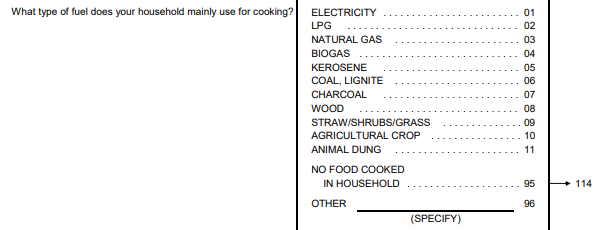 What type of fuel does your household mainly use for cooking?
ELECTRICITY . . . . . . . . . . . . . . . . . . . . . . . 01
LPG . . . . . . . . . . . . . . . . . . . . . . . . . . . . . 02
NATURAL GAS . . . . . . . . . . . . . . . . . . . . . 03
BIOGAS . . . . . . . . . . . . . . . . . . . . . . . . . . . 04
KEROSENE . . . . . . . . . . . . . . . . . . . . . . . 05
COAL, LIGNITE . . . . . . . . . . . . . . . . . . . . . . . 06
CHARCOAL . . . . . . . . . . . . . . . . . . . . . . . 07
WOOD . . . . . . . . . . . . . . . . . . . . . . . . . . . 08
STRAW/SHRUBS/GRASS . . . . . . . . . . . . . 09
AGRICULTURAL CROP . . . . . . . . . . . . . . . 10
ANIMAL DUNG . . . . . . . . . . . . . . . . . . . . . 11
NO FOOD COOKED
IN HOUSEHOLD . . . . . . . . . . . . . . . . . . . 95 → 114
OTHER ____________________ 96
(SPECIFY)